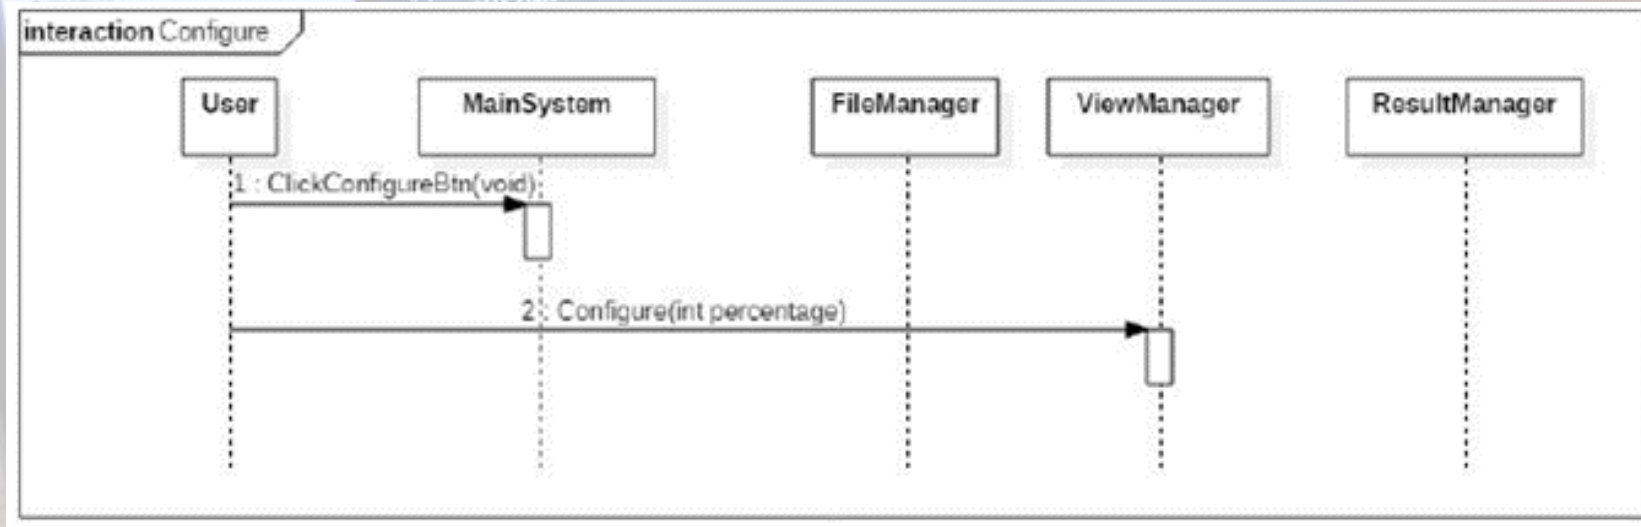 interaction Configure
User
MainSystem
FileManager
ViewManager
ResultManager
1 : ClickConfigureBtn(void)
2 : Configure(int percentage)